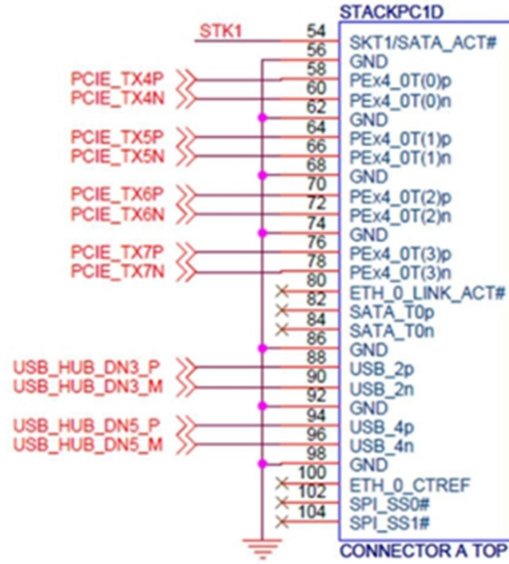 STACKPC1D
STK1 54 SKT1/SATA_ACT#
56 GND
PCIE_TX4P 58 PEx4_0T(0)p
PCIE_TX4N 60 PEx4_0T(0)n
62 GND
PCIE_TX5P 64 PEx4_0T(1)p
PCIE_TX5N 66 PEx4_0T(1)n
68 GND
PCIE_TX6P 70 PEx4_0T(2)p
PCIE_TX6N 72 PEx4_0T(2)n
74 GND
PCIE_TX7P 76 PEx4_0T(3)p
PCIE_TX7N 78 PEx4_0T(3)n
80 ETH_0_LINK_ACT#
82 SATA_T0p
84 SATA_T0n
86 GND
USB_HUB_DN3_P 88 USB_2p
USB_HUB_DN3_M 90 USB_2n
92 GND
USB_HUB_DN5_P 94 USB_4p
USB_HUB_DN5_M 96 USB_4n
98 GND
100 ETH_0_CTREF
102 SPI_SS0#
104 SPI_SS1#
CONNECTOR A TOP